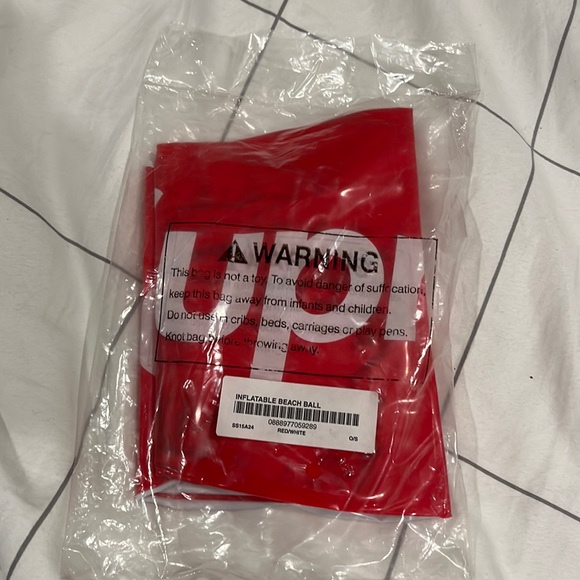 upr
WARNING
This bag is not a toy. To avoid danger of suffocation,
keep this bag away from infants and children.
Do not use in cribs, beds, carriages or play pens.
Knot bag before throwing away.
INFLATABLE BEACH BALL
0888977059289
SS15A34 RED/WHITE O/S